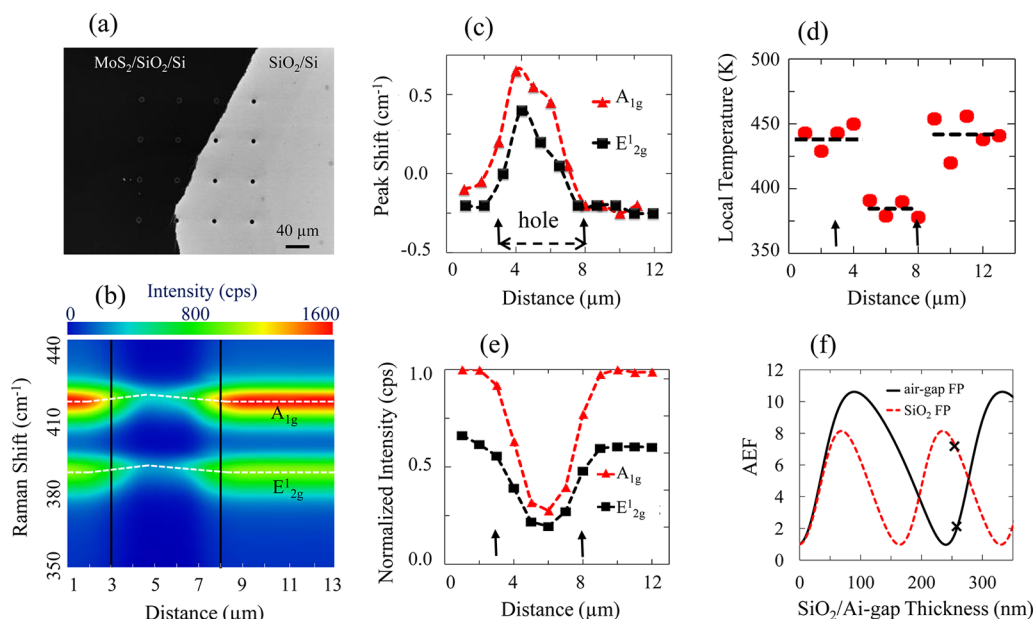 (a)
MoS2/SiO2/Si
SiO2/Si
40 µm
(b)
Intensity (cps)
0 800 1600
Raman Shift (cm-1)
440
410
380
350
A1g
E12g
1 3 5 7 9 11 13
Distance (µm)
(c)
Peak Shift (cm-1)
0.5
0.0
-0.5
A1g
E12g
hole
0 2 4 6 8 10 12
Distance (µm)
(d)
Local Temperature (K)
500
450
400
350
0 4 8 12
Distance (µm)
(e)
Normalized Intensity (cps)
1.0
0.5
0.0
A1g
E12g
0 4 8 12
Distance (µm)
(f)
AEF
12
10
8
6
4
2
0
air-gap FP
SiO2 FP
0 100 200 300
SiO2/Ai-gap Thickness (nm)